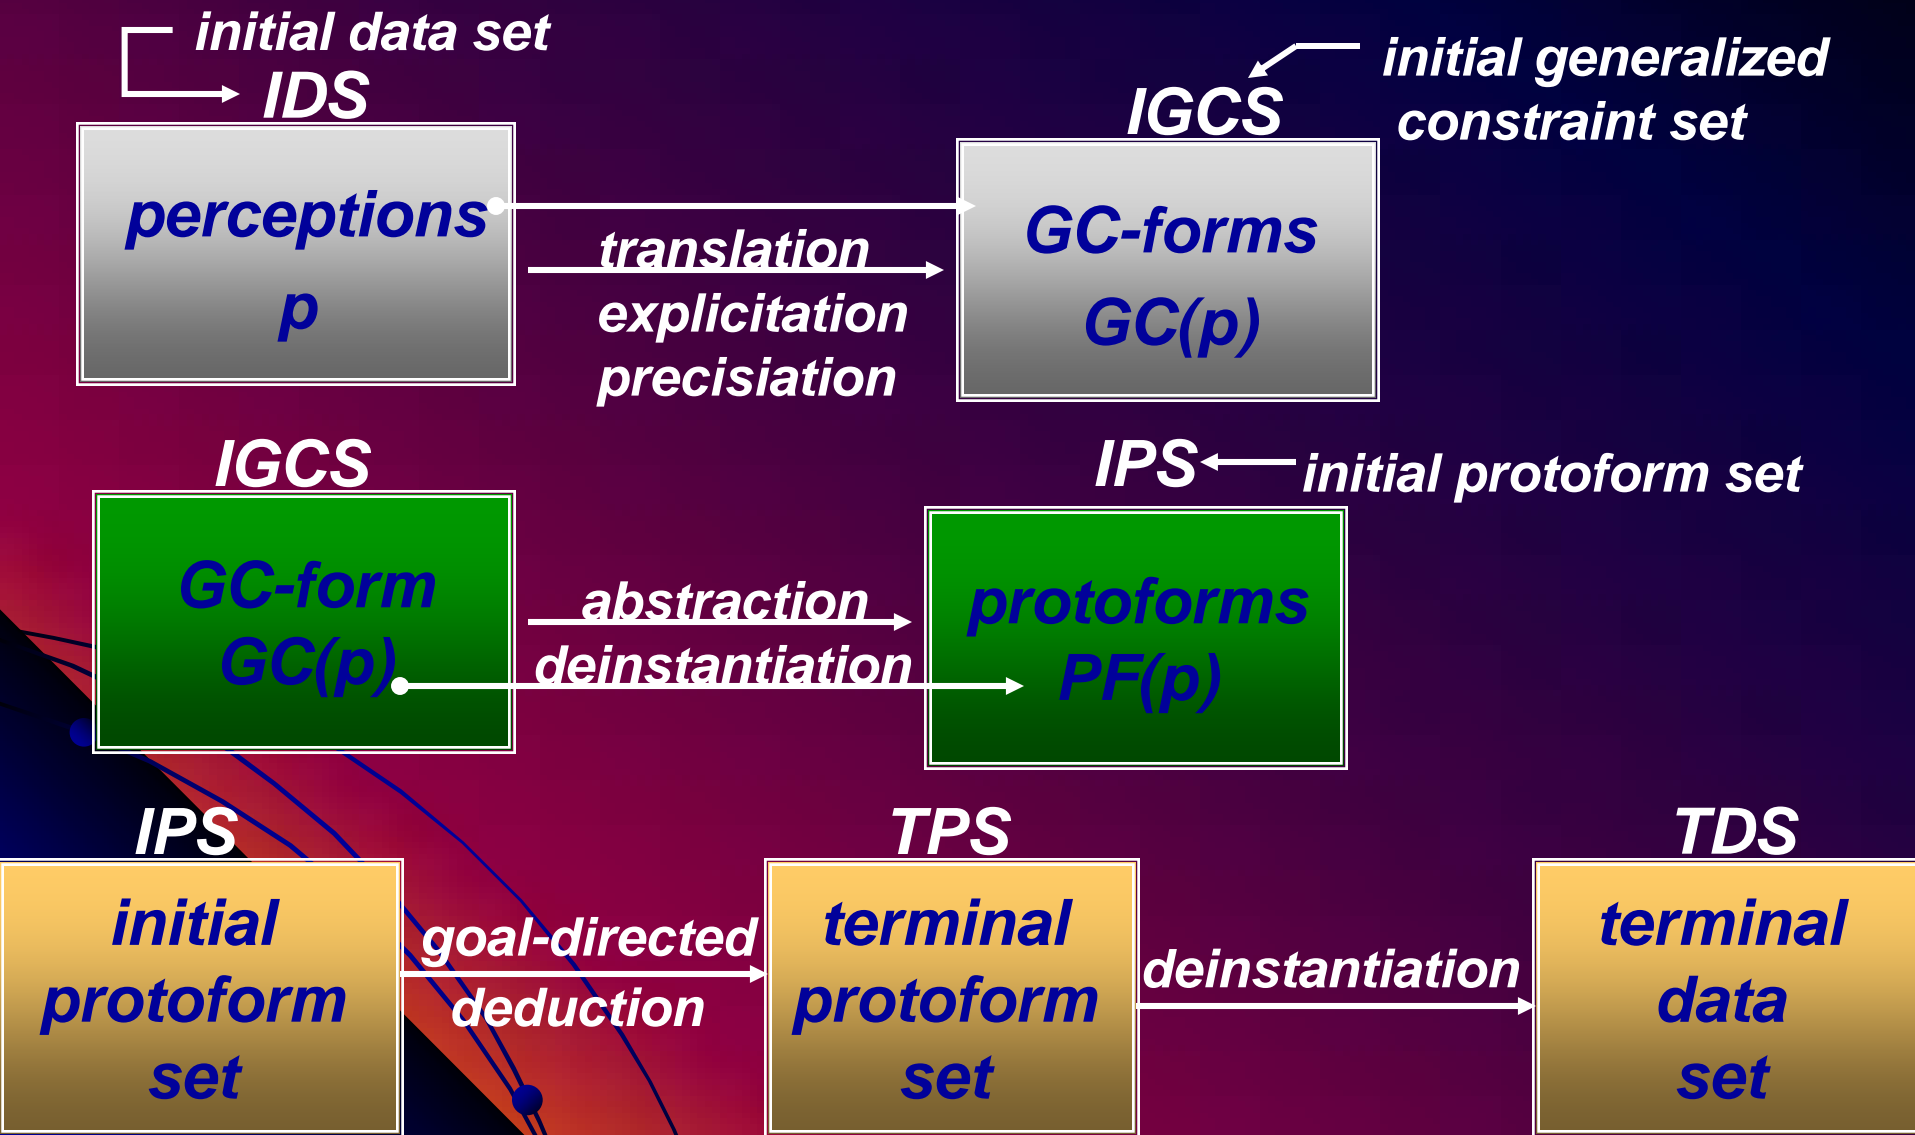 initial data set
IDS
perceptions
p
translation
explicitation
precisiation
IGCS
initial generalized
constraint set
GC-forms
GC(p)
IGCS
GC-form
GC(p)
abstraction
deinstantiation
IPS
initial protoform set
protoforms
PF(p)
IPS
initial
protoform
set
goal-directed
deduction
TPS
terminal
protoform
set
deinstantiation
TDS
terminal
data
set